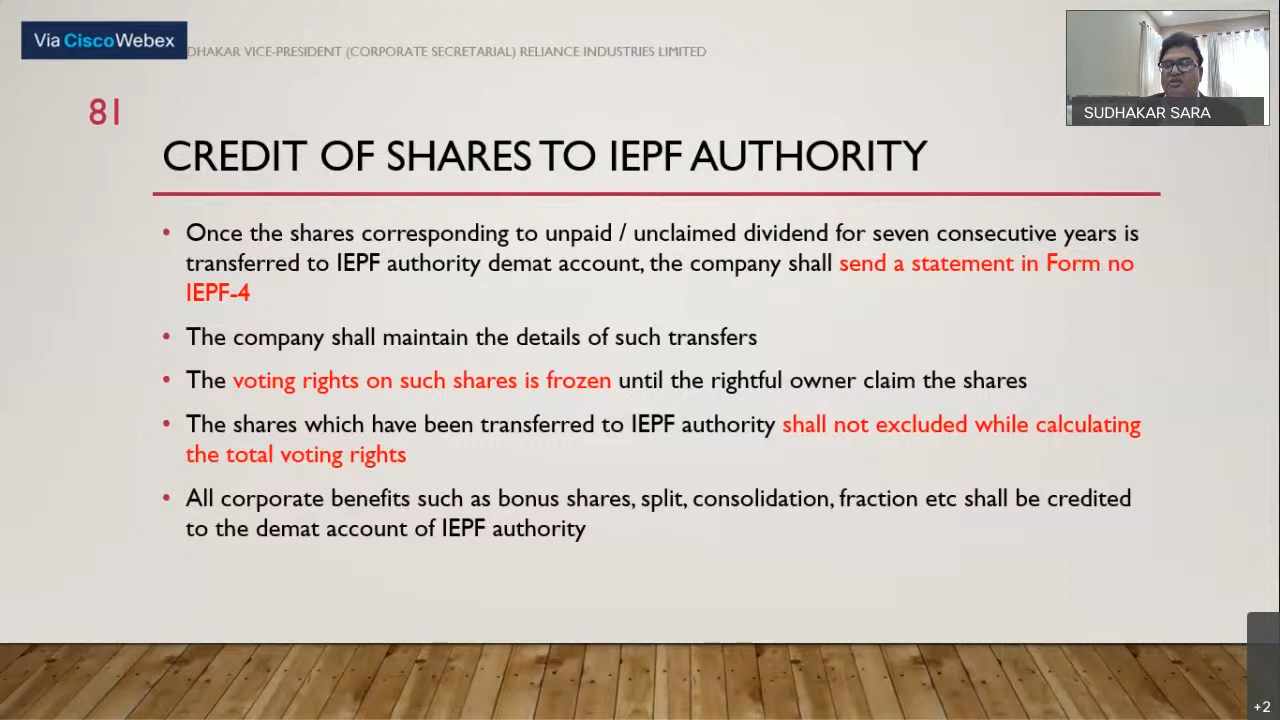 Via CiscoWebex
DHAKAR VICE-PRESIDENT (CORPORATE SECRETARIAL) RELIANCE INDUSTRIES LIMITED
SUDHAKAR SARA
81
CREDIT OF SHARES TO IEPF AUTHORITY
• Once the shares corresponding to unpaid / unclaimed dividend for seven consecutive years is
transferred to IEPF authority demat account, the company shall send a statement in Form no
IEPF-4
• The company shall maintain the details of such transfers
• The voting rights on such shares is frozen until the rightful owner claim the shares
• The shares which have been transferred to IEPF authority shall not excluded while calculating
the total voting rights
• All corporate benefits such as bonus shares, split, consolidation, fraction etc shall be credited
to the demat account of IEPF authority
+2